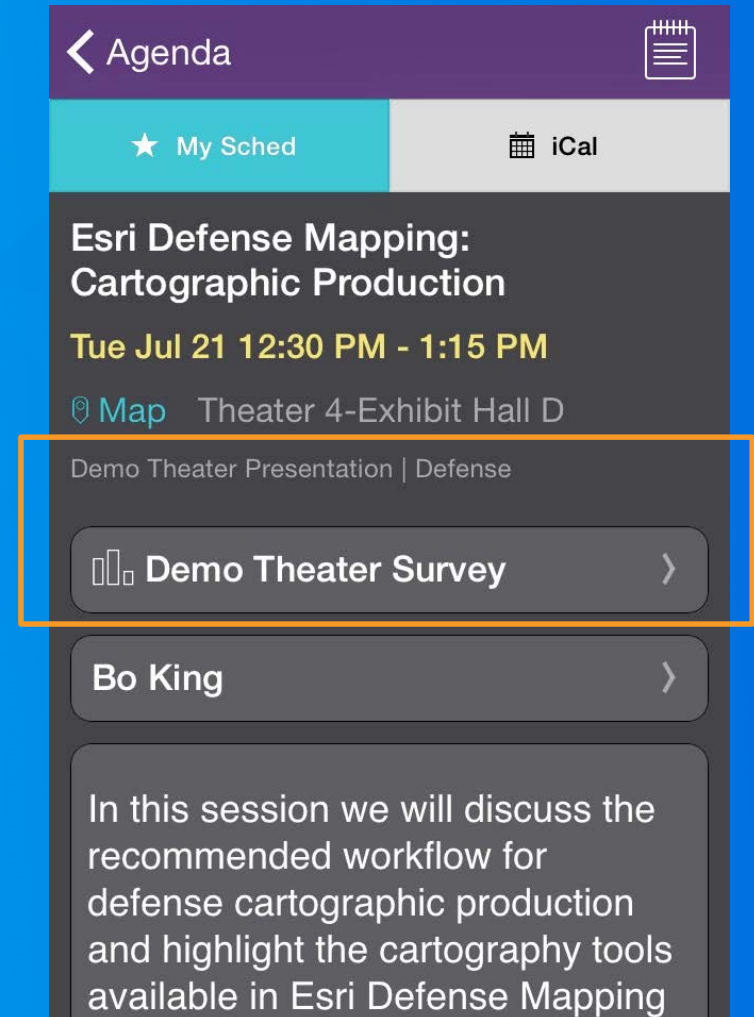 Agenda
My Sched
iCal
Esri Defense Mapping:
Cartographic Production
Tue Jul 21 12:30 PM - 1:15 PM
Map Theater 4-Exhibit Hall D
Demo Theater Presentation | Defense
Demo Theater Survey
Bo King
In this session we will discuss the
recommended workflow for
defense cartographic production
and highlight the cartography tools
available in Esri Defense Mapping